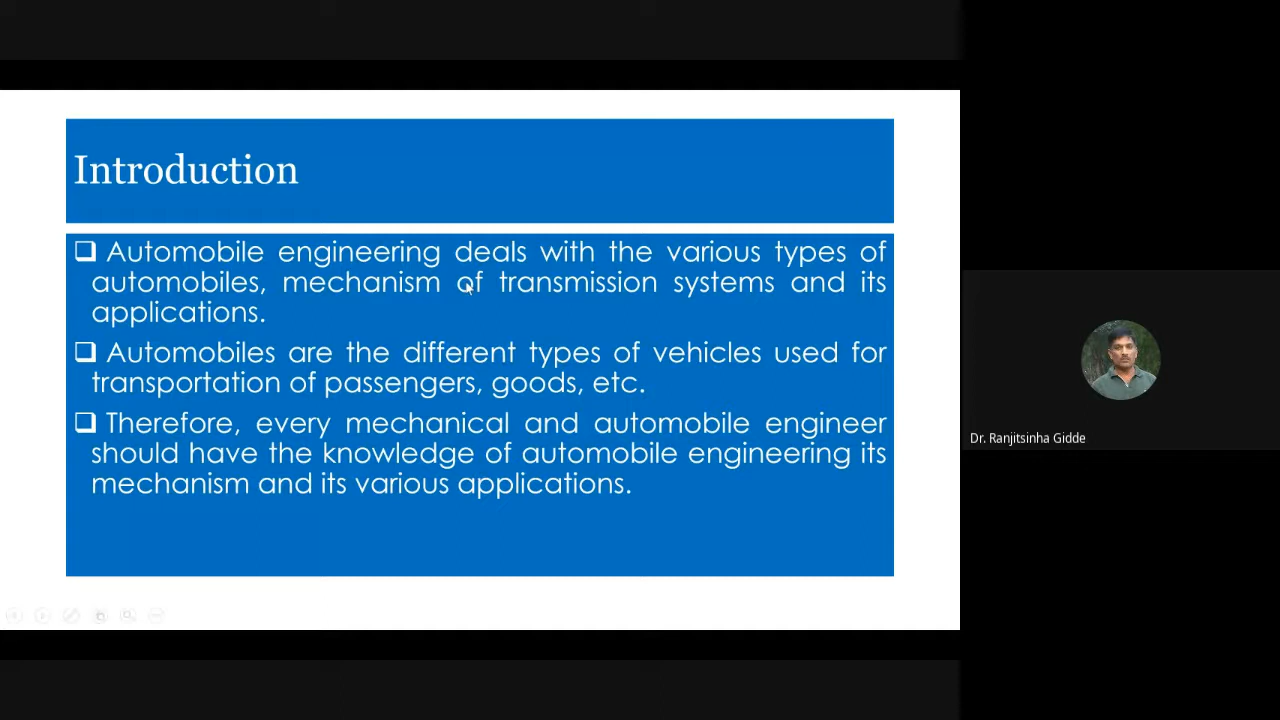 Introduction
❑ Automobile engineering deals with the various types of
automobiles, mechanism of transmission systems and its
applications.
❑ Automobiles are the different types of vehicles used for
transportation of passengers, goods, etc.
❑ Therefore, every mechanical and automobile engineer
should have the knowledge of automobile engineering its
mechanism and its various applications.
Dr. Ranjitsinha Gidde